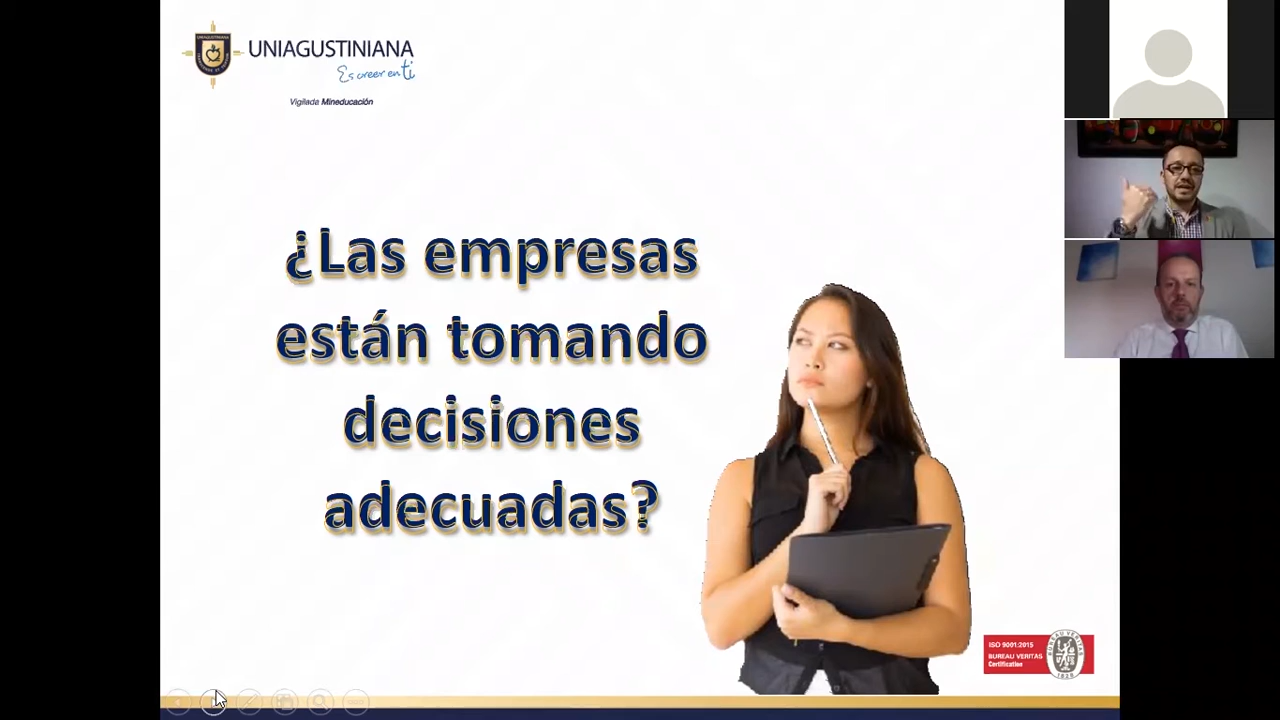 UNIAGUSTINIANA
Es creer en ti
Vigilada Mineducación
¿Las empresas
están tomando
decisiones
adecuadas?
ISO 9001:2015
BUREAU VERITAS
Certification